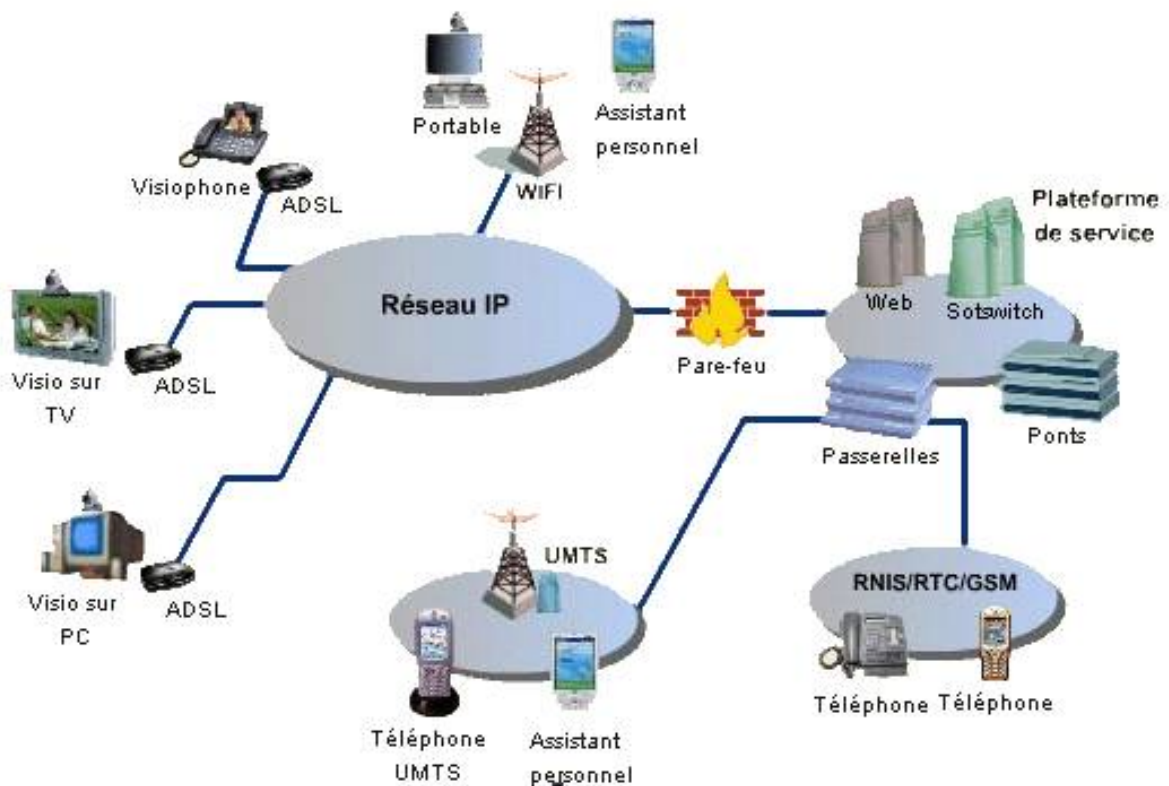 Portable
Assistant
personnel
WIFI
Visiophone
ADSL
Plateforme
de service
Web
Sotswitch
Réseau IP
Pare-feu
Visio sur
TV
ADSL
Passerelles
Ponts
Visio sur
PC
ADSL
UMTS
Téléphone
UMTS
Assistant
personnel
RNIS/RTC/GSM
Téléphone
Téléphone